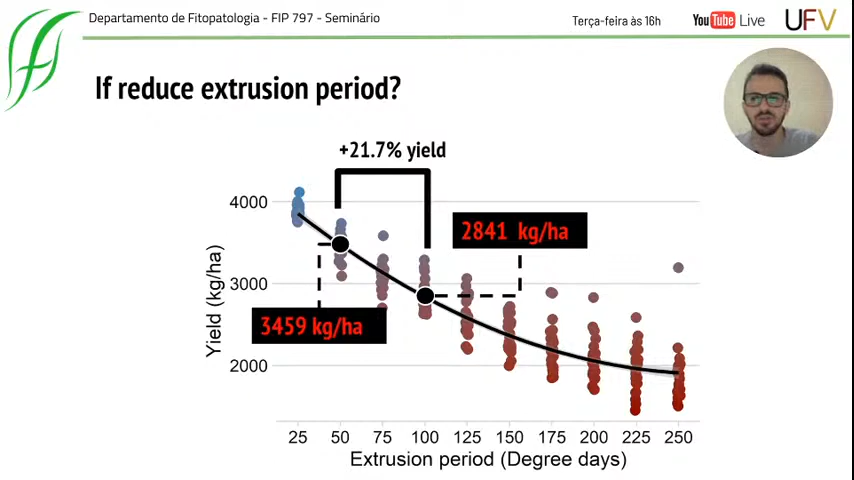 Departamento de Fitopatologia - FIP 797 - Seminário
Terça-feira às 16h
YouTube Live
UFV
If reduce extrusion period?
+21.7% yield
2841 kg/ha
3459 kg/ha
Yield (kg/ha)
4000
3000
2000
25 50 75 100 125 150 175 200 225 250
Extrusion period (Degree days)